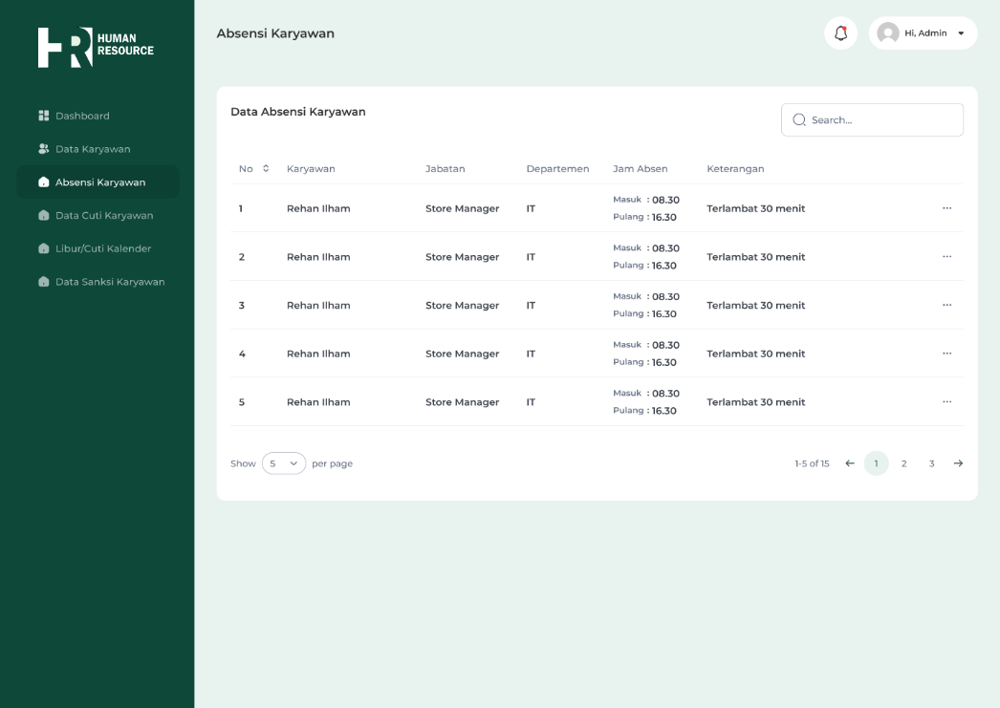 HR HUMAN
RESOURCE
Absensi Karyawan
Hi, Admin
Dashboard
Data Karyawan
Absensi Karyawan
Data Cuti Karyawan
Libur/Cuti Kalender
Data Sanksi Karyawan
Data Absensi Karyawan
Search...
No Karyawan Jabatan Departemen Jam Absen Keterangan
1 Rehan Ilham Store Manager IT Masuk : 08.30 Terlambat 30 menit ...
Pulang : 16.30
2 Rehan Ilham Store Manager IT Masuk : 08.30 Terlambat 30 menit ...
Pulang : 16.30
3 Rehan Ilham Store Manager IT Masuk : 08.30 Terlambat 30 menit ...
Pulang : 16.30
4 Rehan Ilham Store Manager IT Masuk : 08.30 Terlambat 30 menit ...
Pulang : 16.30
5 Rehan Ilham Store Manager IT Masuk : 08.30 Terlambat 30 menit ...
Pulang : 16.30
Show 5 per page 1-5 of 15 ← 1 2 3 →